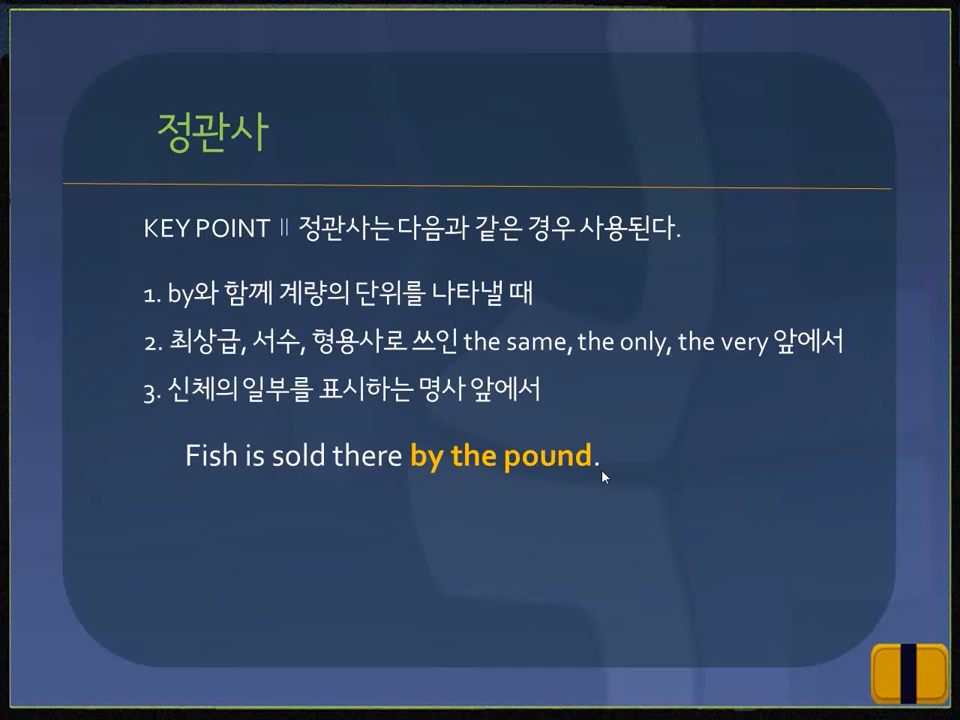 정관사
KEY POINT Ⅱ 정관사는 다음과 같은 경우 사용된다.
1. by와 함께 계량의 단위를 나타낼 때
2. 최상급, 서수, 형용사로 쓰인 the same, the only, the very 앞에서
3. 신체의 일부를 표시하는 명사 앞에서
Fish is sold there by the pound.